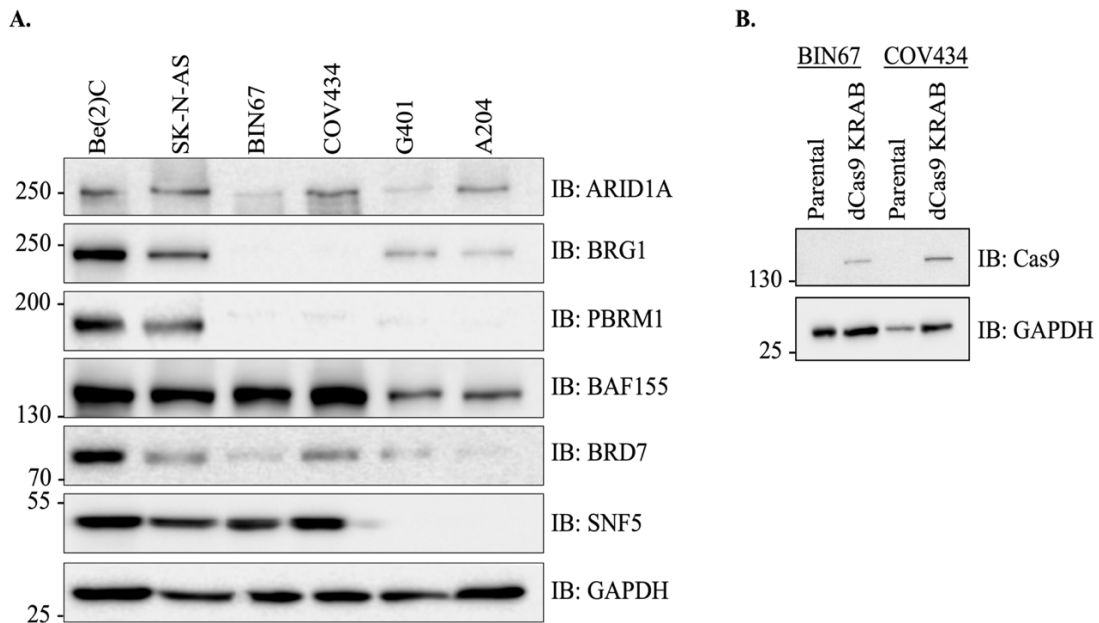 A.
Be(2)C
SK-N-AS
BIN67
COV434
G401
A204
250
IB: ARID1A
250
IB: BRG1
200
IB: PBRM1
IB: BAF155
130
IB: BRD7
70
55
IB: SNF5
IB: GAPDH
25
B.
BIN67 COV434
Parental
dCas9 KRAB
Parental
dCas9 KRAB
IB: Cas9
130
IB: GAPDH
25